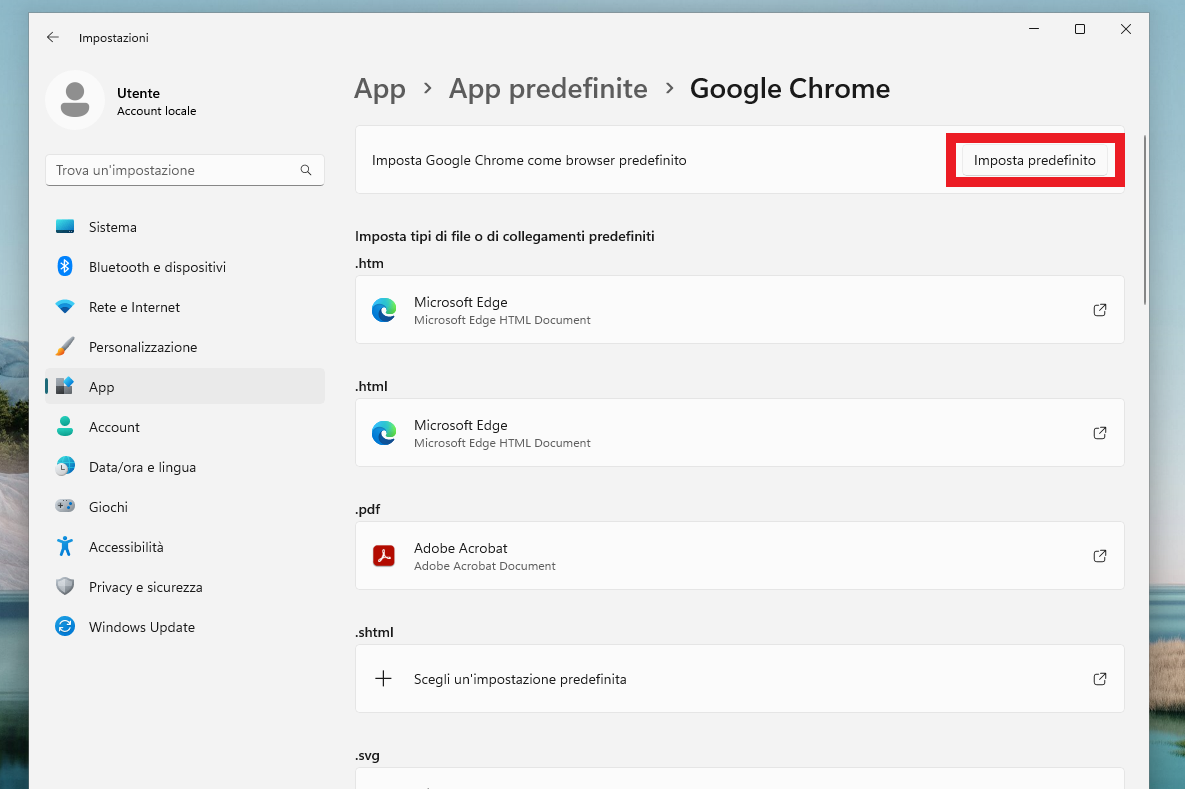 Impostazioni
Utente
Account locale
Trova un'impostazione
Sistema
Bluetooth e dispositivi
Rete e Internet
Personalizzazione
App
Account
Data/ora e lingua
Giochi
Accessibilità
Privacy e sicurezza
Windows Update
App › App predefinite › Google Chrome
Imposta Google Chrome come browser predefinito
Imposta predefinito
Imposta tipi di file o di collegamenti predefiniti
.htm
Microsoft Edge
Microsoft Edge HTML Document
.html
Microsoft Edge
Microsoft Edge HTML Document
.pdf
Adobe Acrobat
Adobe Acrobat Document
.shtml
Scegli un'impostazione predefinita
.svg